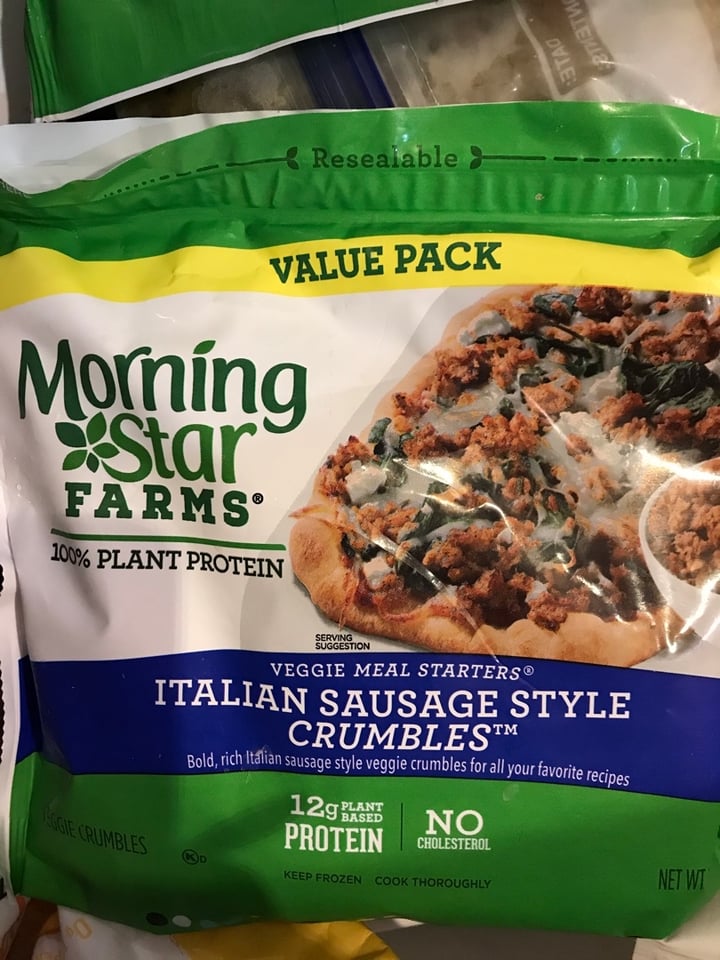 DATE:
Resealable
VALUE PACK
Morning
Star
FARMS®
100% PLANT PROTEIN
SERVING
SUGGESTION
VEGGIE MEAL STARTERS®
ITALIAN SAUSAGE STYLE
CRUMBLES™
Bold, rich Italian sausage style veggie crumbles for all your favorite recipes
12g PLANT BASED
PROTEIN
NO
CHOLESTEROL
VEGGIE CRUMBLES
K D
KEEP FROZEN COOK THOROUGHLY
NET WT